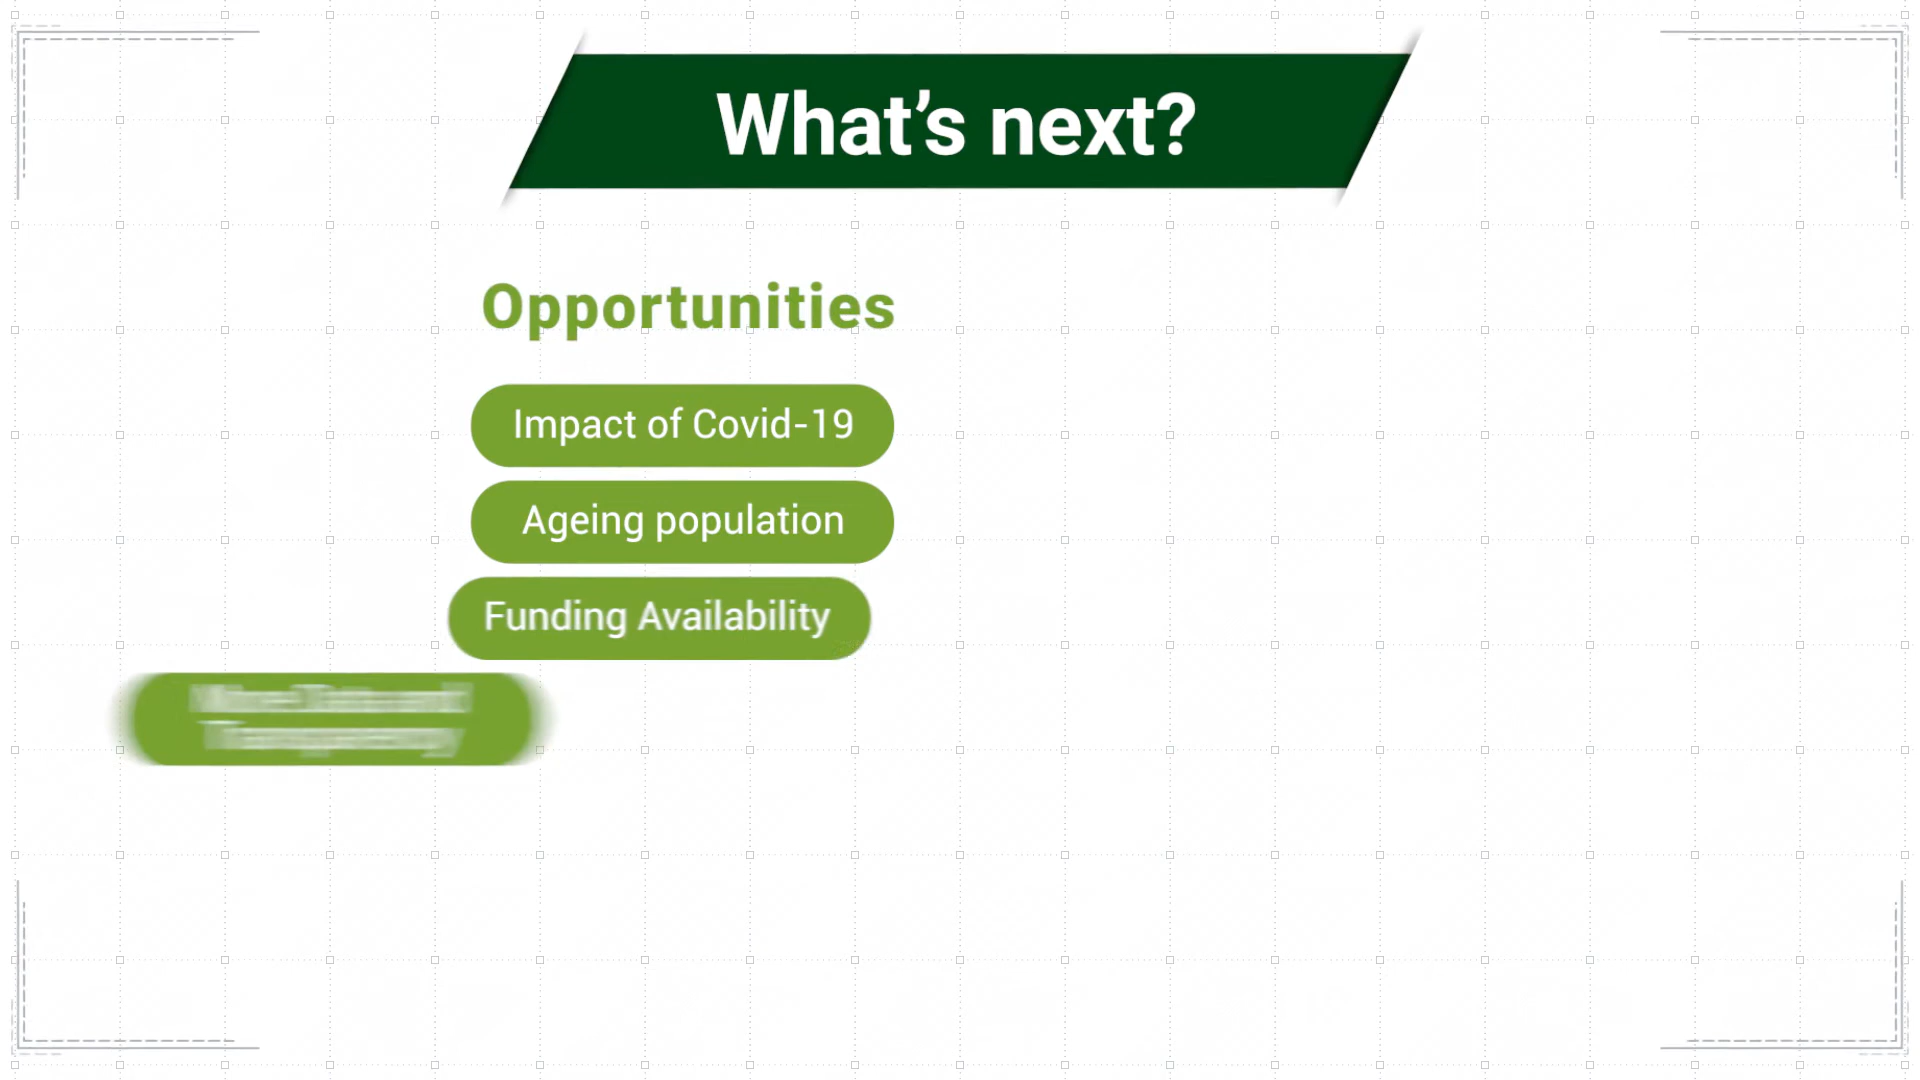 What's next?
Opportunities
Impact of Covid-19
Ageing population
Funding Availability